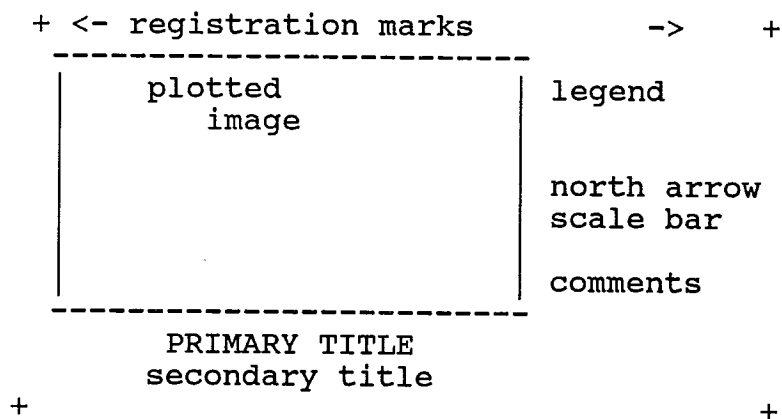 + <- registration marks -> +
plotted legend
image
north arrow
scale bar
comments
PRIMARY TITLE
secondary title
+ +